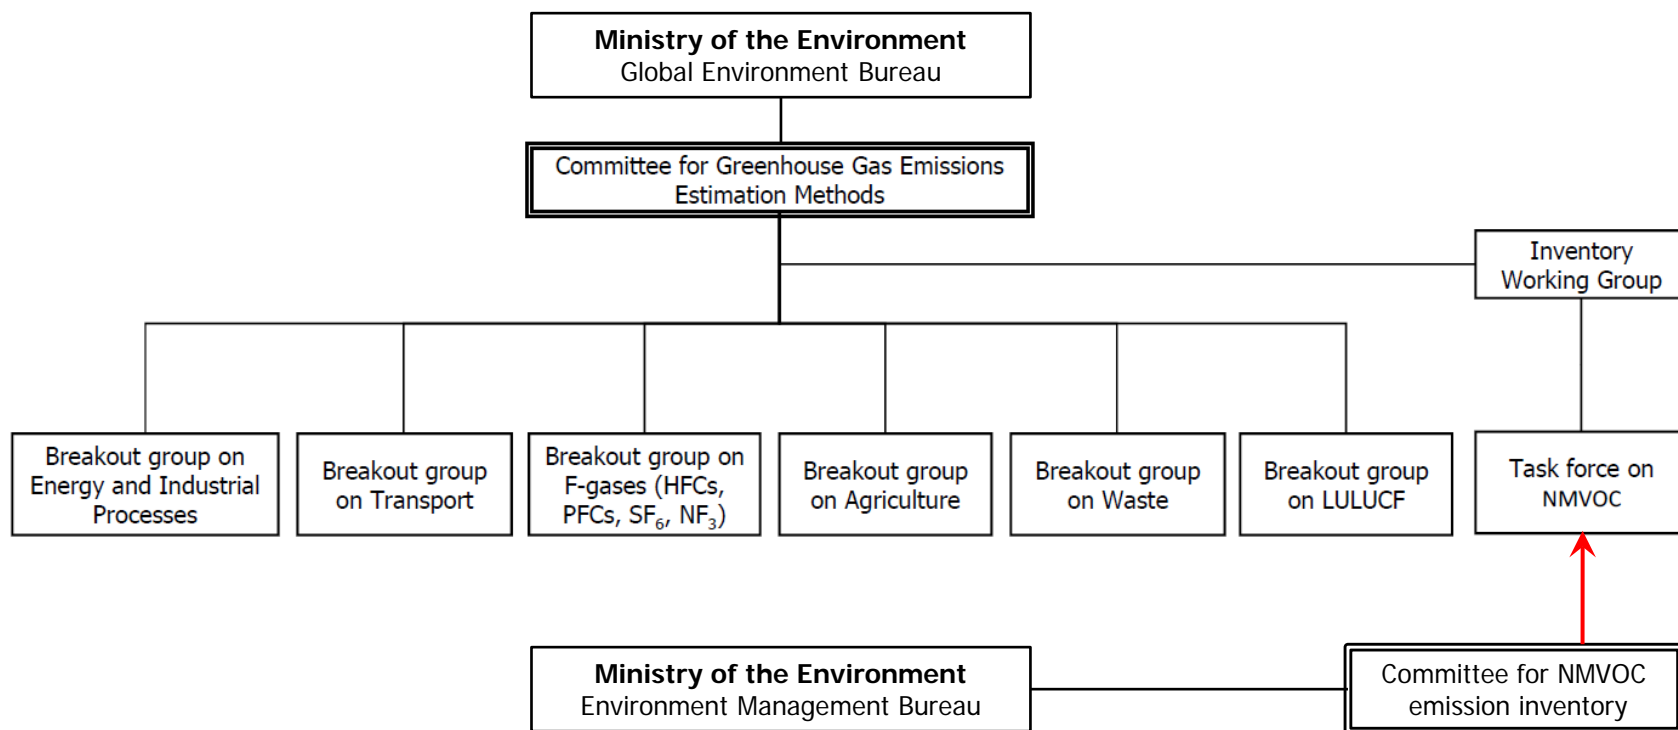 Ministry of the Environment
Global Environment Bureau
Committee for Greenhouse Gas Emissions
Estimation Methods
Inventory
Working Group
Breakout group on
Energy and Industrial
Processes
Breakout group
on Transport
Breakout group on
F-gases (HFCs,
PFCs, SF₆, NF₃)
Breakout group
on Agriculture
Breakout group
on Waste
Breakout group
on LULUCF
Task force on
NMVOC
Ministry of the Environment
Environment Management Bureau
Committee for NMVOC
emission inventory